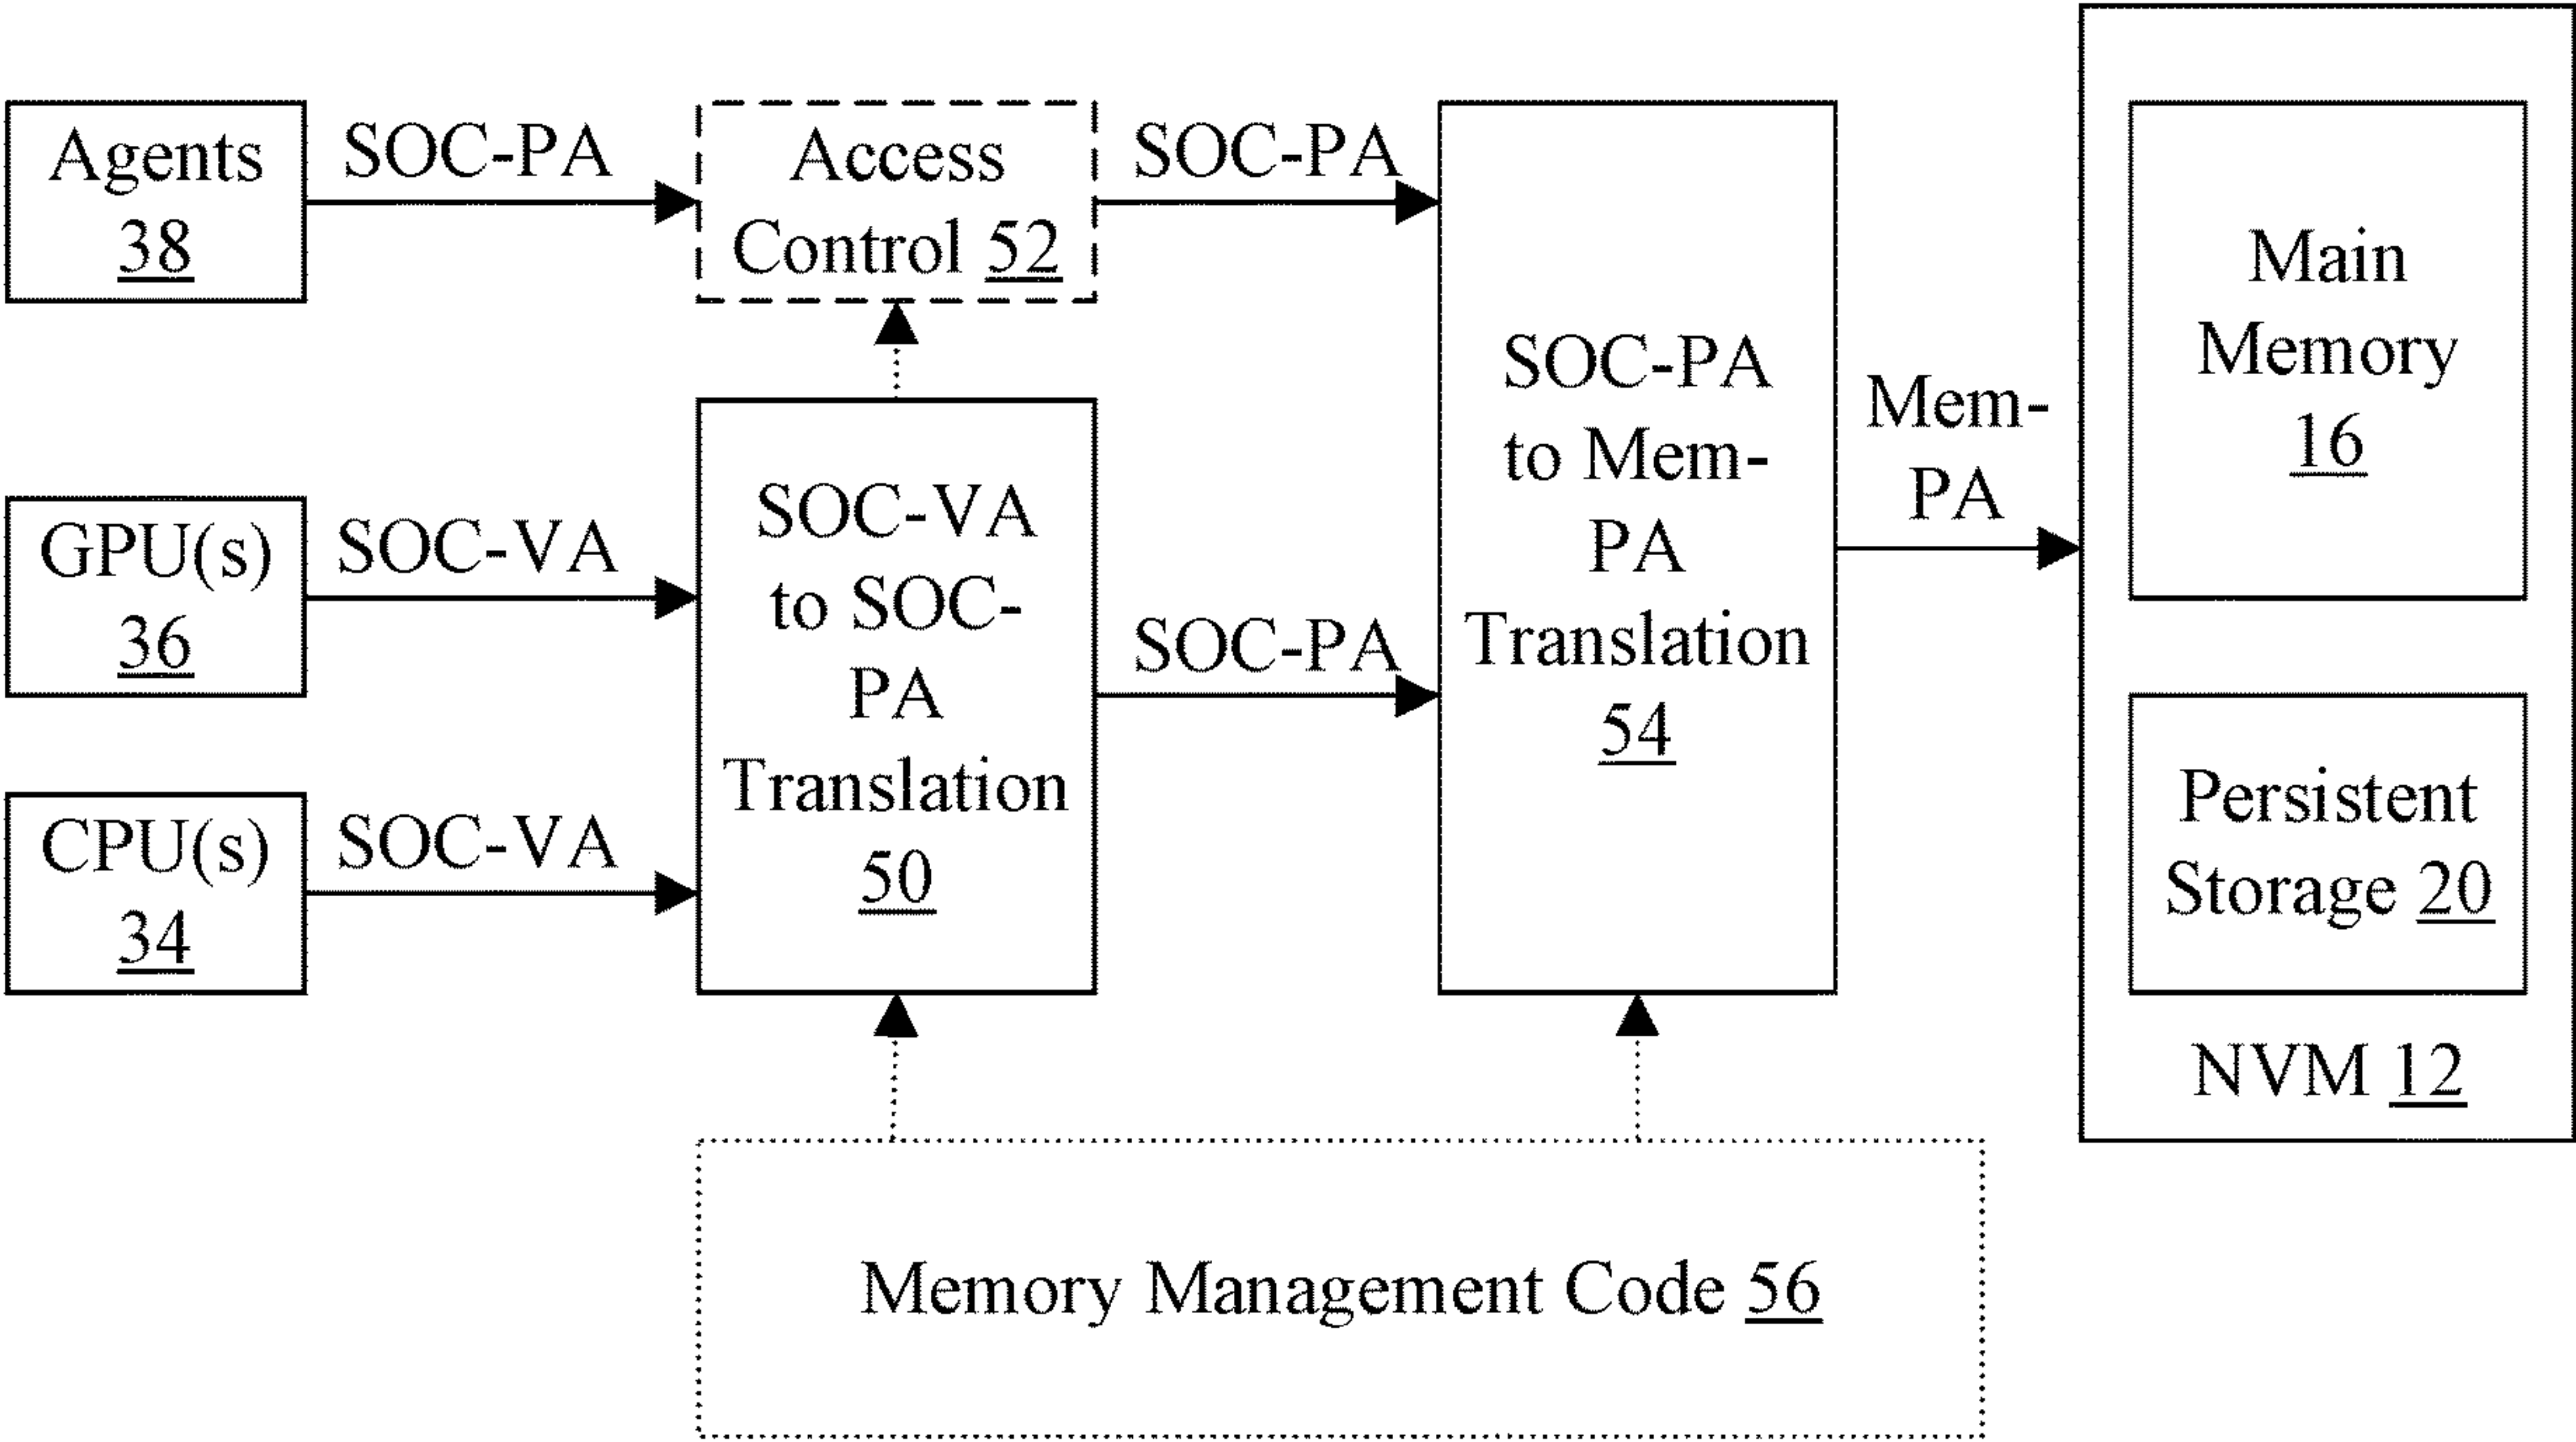 Agents
38
SOC-PA
Access
Control 52
SOC-PA
GPU(s)
36
SOC-VA
CPU(s)
34
SOC-VA
SOC-VA
to SOC-
PA
Translation
50
SOC-PA
SOC-PA
to Mem-
PA
Translation
54
Mem-
PA
Main
Memory
16
Persistent
Storage 20
NVM 12
Memory Management Code 56